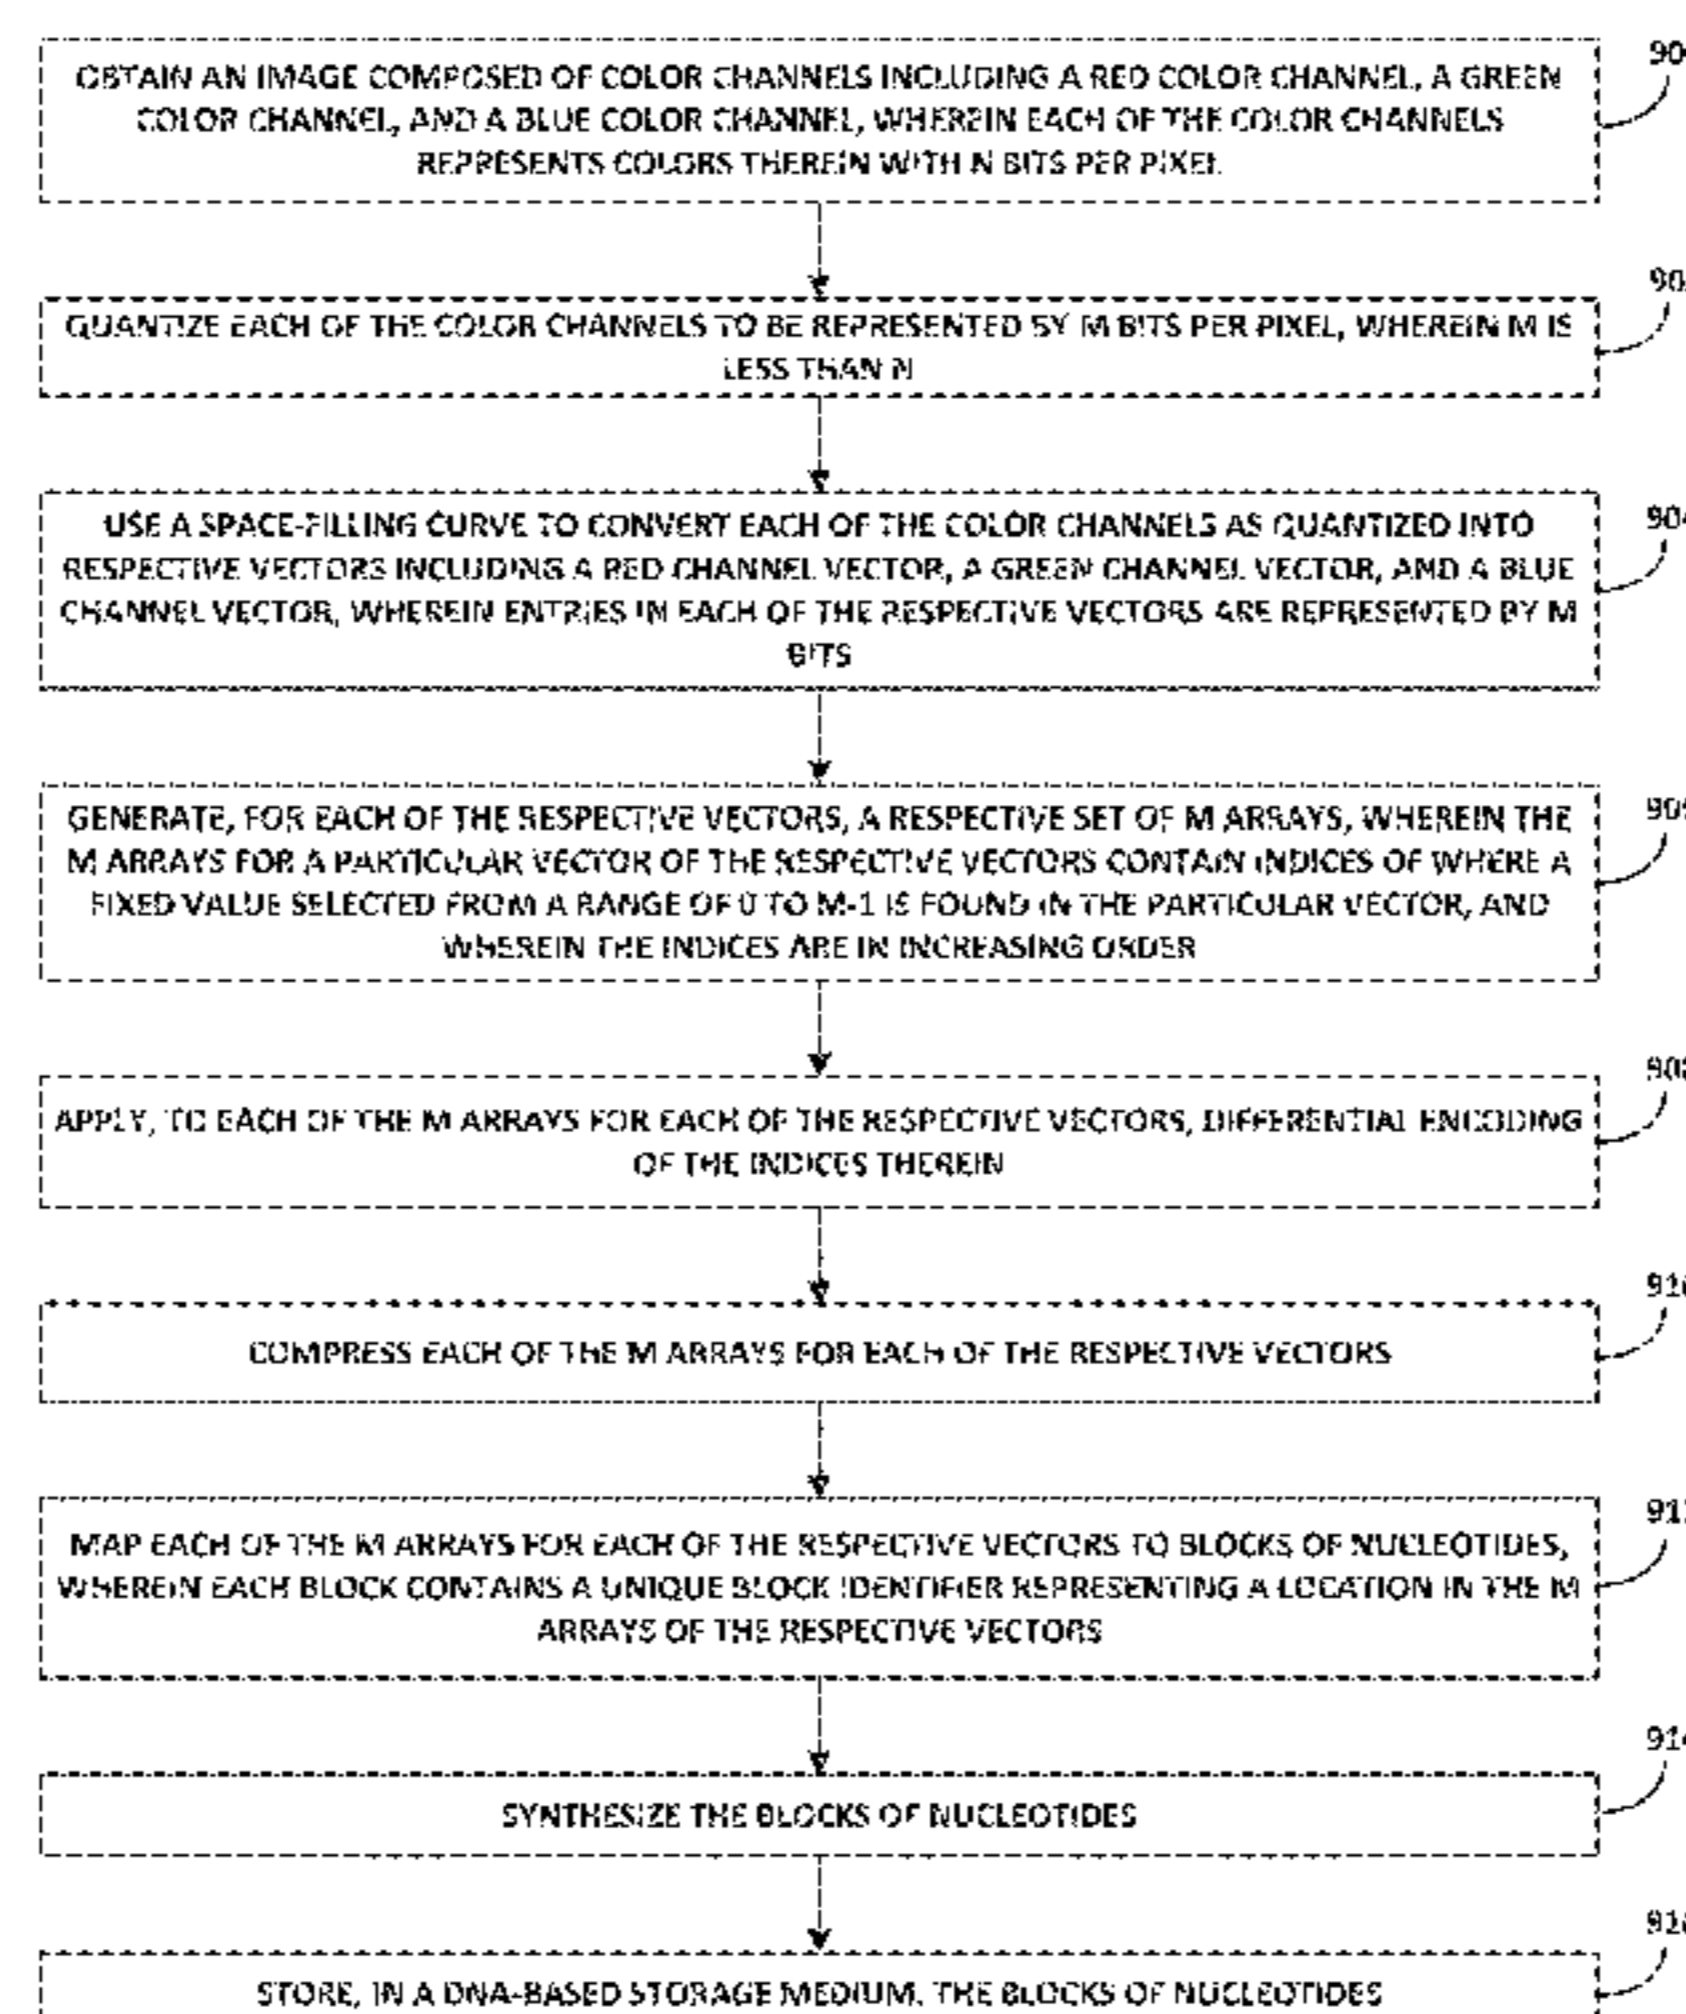 90
OBTAIN AN IMAGE COMPOSED OF COLOR CHANNELS INCLUDING A RED COLOR CHANNEL, A GREEN
COLOR CHANNEL, AND A BLUE COLOR CHANNEL, WHEREIN EACH OF THE COLOR CHANNELS
REPRESENTS COLORS THEREIN WITH N BITS PER PIXEL
90
QUANTIZE EACH OF THE COLOR CHANNELS TO BE REPRESENTED BY M BITS PER PIXEL, WHEREIN M IS
LESS THAN N
904
USE A SPACE-FILLING CURVE TO CONVERT EACH OF THE COLOR CHANNELS AS QUANTIZED INTO
RESPECTIVE VECTORS INCLUDING A RED CHANNEL VECTOR, A GREEN CHANNEL VECTOR, AND A BLUE
CHANNEL VECTOR, WHEREIN ENTRIES IN EACH OF THE RESPECTIVE VECTORS ARE REPRESENTED BY M
BITS
90
GENERATE, FOR EACH OF THE RESPECTIVE VECTORS, A RESPECTIVE SET OF M ARRAYS, WHEREIN THE
M ARRAYS FOR A PARTICULAR VECTOR OF THE RESPECTIVE VECTORS CONTAIN INDICES OF WHERE A
FIXED VALUE SELECTED FROM A RANGE OF 0 TO M-1 IS FOUND IN THE PARTICULAR VECTOR, AND
WHEREIN THE INDICES ARE IN INCREASING ORDER
908
APPLY, TO EACH OF THE M ARRAYS FOR EACH OF THE RESPECTIVE VECTORS, DIFFERENTIAL ENCODING
OF THE INDICES THEREIN
910
COMPRESS EACH OF THE M ARRAYS FOR EACH OF THE RESPECTIVE VECTORS
912
MAP EACH OF THE M ARRAYS FOR EACH OF THE RESPECTIVE VECTORS TO BLOCKS OF NUCLEOTIDES,
WHEREIN EACH BLOCK CONTAINS A UNIQUE BLOCK IDENTIFIER REPRESENTING A LOCATION IN THE M
ARRAYS OF THE RESPECTIVE VECTORS
914
SYNTHESIZE THE BLOCKS OF NUCLEOTIDES
916
STORE, IN A DNA-BASED STORAGE MEDIUM, THE BLOCKS OF NUCLEOTIDES